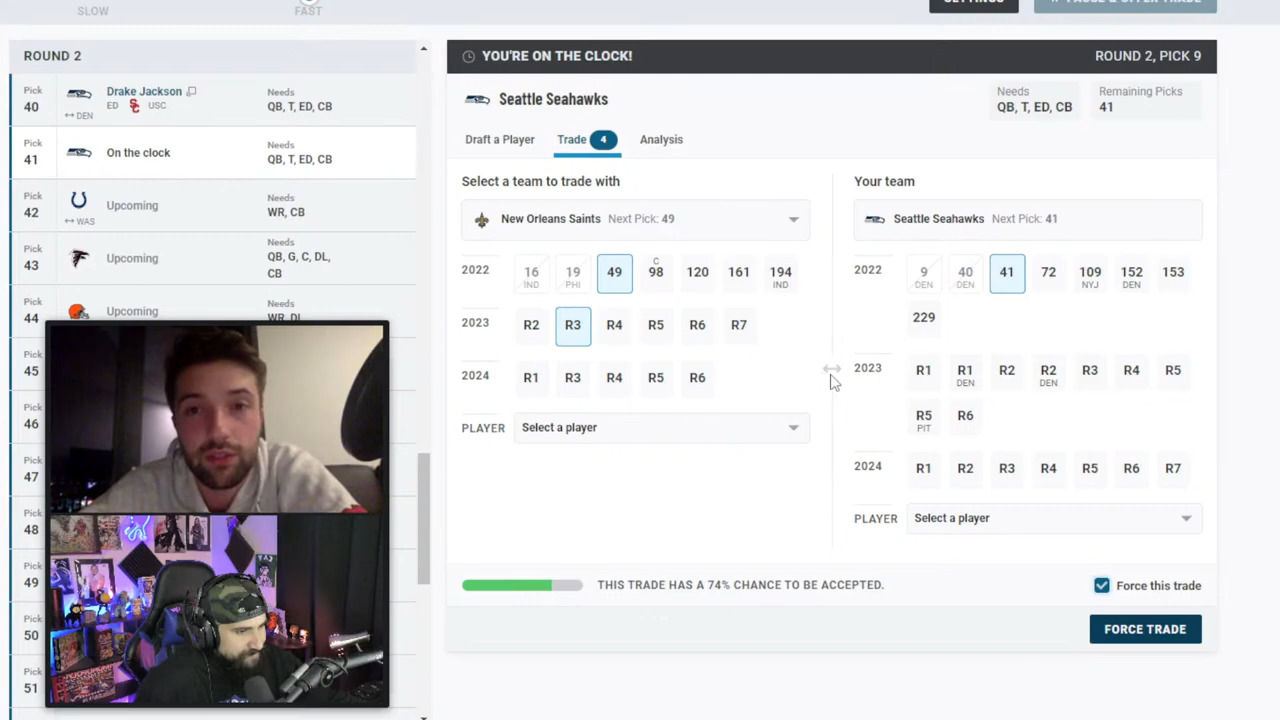 SLOW
FAST
ROUND 2
Pick 40
Drake Jackson
ED USC
DEN
Needs
QB, T, ED, CB
Pick 41
On the clock
Needs
QB, T, ED, CB
Pick 42
WAS
Upcoming
Needs
WR, CB
Pick 43
Upcoming
Needs
QB, G, C, DL,
CB
Pick 44
Upcoming
Needs
WR, DL
Pick 45
Pick 46
Pick 47
Pick 48
Pick 49
Pick 50
Pick 51
SETTINGS
PAUSE & OFFER TRADE
YOU'RE ON THE CLOCK!
ROUND 2, PICK 9
Seattle Seahawks
Needs
QB, T, ED, CB
Remaining Picks
41
Draft a Player
Trade 4
Analysis
Select a team to trade with
New Orleans Saints Next Pick: 49
2022 16 IND 19 PHI 49 C 98 120 161 194 IND
2023 R2 R3 R4 R5 R6 R7
2024 R1 R3 R4 R5 R6
PLAYER Select a player
Your team
Seattle Seahawks Next Pick: 41
2022 9 DEN 40 DEN 41 72 109 NYJ 152 DEN 153
229
2023 R1 R1 DEN R2 R2 DEN R3 R4 R5
R5 PIT R6
2024 R1 R2 R3 R4 R5 R6 R7
PLAYER Select a player
THIS TRADE HAS A 74% CHANCE TO BE ACCEPTED.
Force this trade
FORCE TRADE